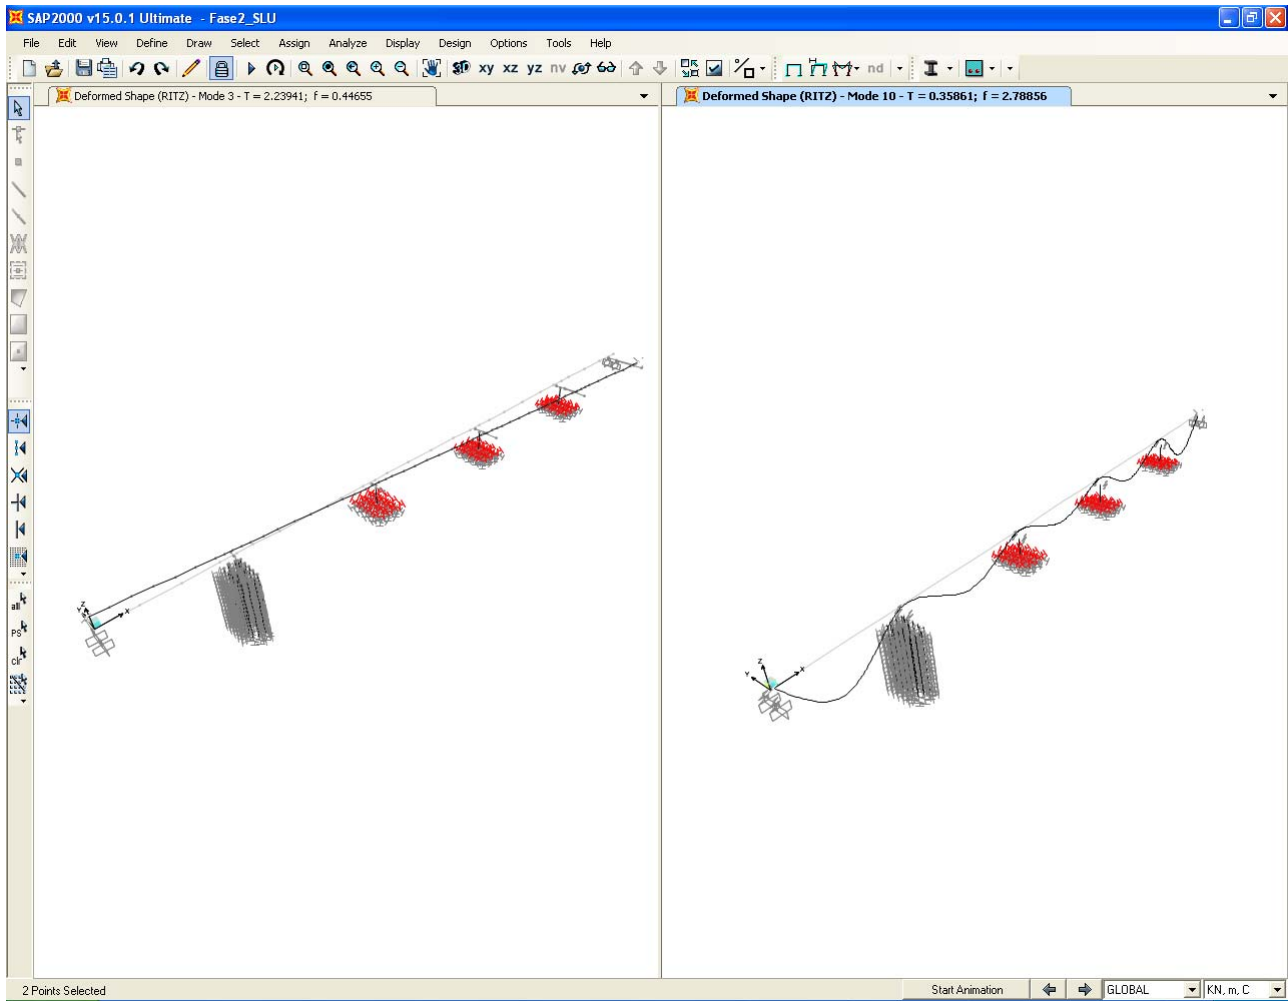 SAP2000 v15.0.1 Ultimate - Fase2_SLU
File Edit View Define Draw Select Assign Analyze Display Design Options Tools Help
3D xy xz yz nv nd
Deformed Shape (RITZ) - Mode 3 - T = 2.23941; f = 0.44655
Deformed Shape (RITZ) - Mode 10 - T = 0.35861; f = 2.78856
all
PS
clr
Z
Y
X
Z
Y
X
2 Points Selected
Start Animation
GLOBAL
KN, m, C